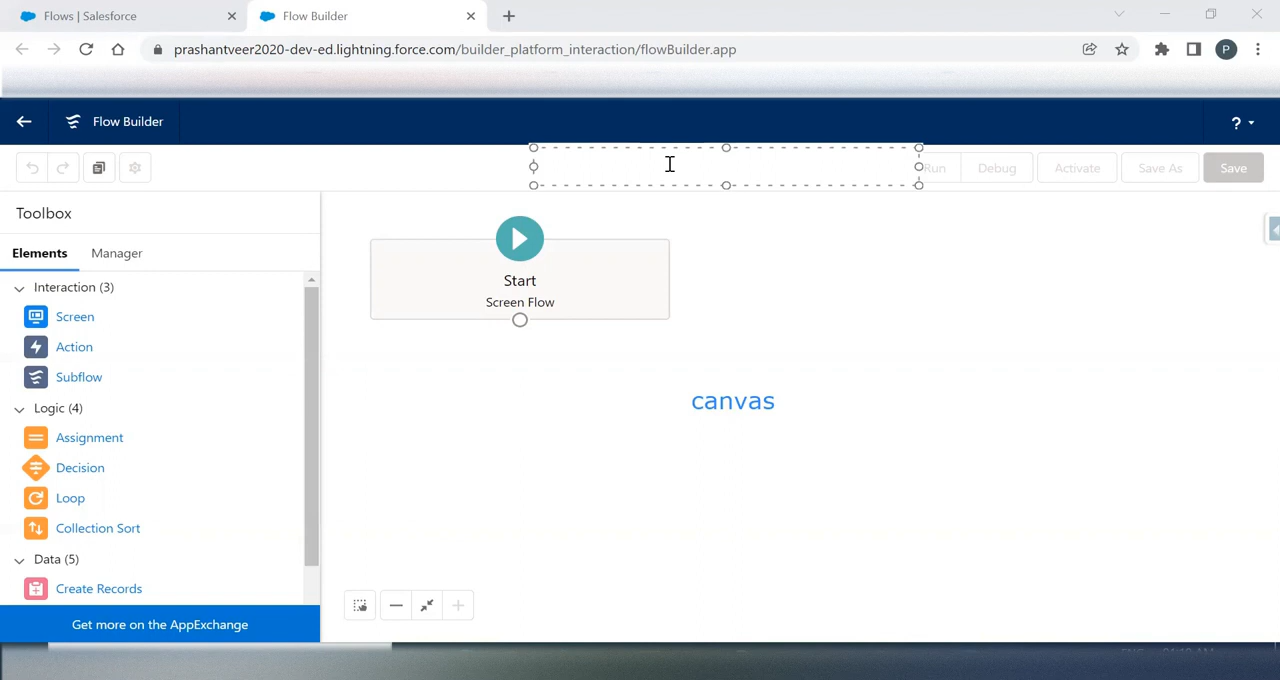 Flows | Salesforce
Flow Builder
prashantveer2020-dev-ed.lightning.force.com/builder_platform_interaction/flowBuilder.app
P
Flow Builder
?
Run
Debug
Activate
Save As
Save
Toolbox
Elements
Manager
Start
Screen Flow
Interaction (3)
Screen
Action
Subflow
Logic (4)
canvas
Assignment
Decision
Loop
Collection Sort
Data (5)
Create Records
Get more on the AppExchange